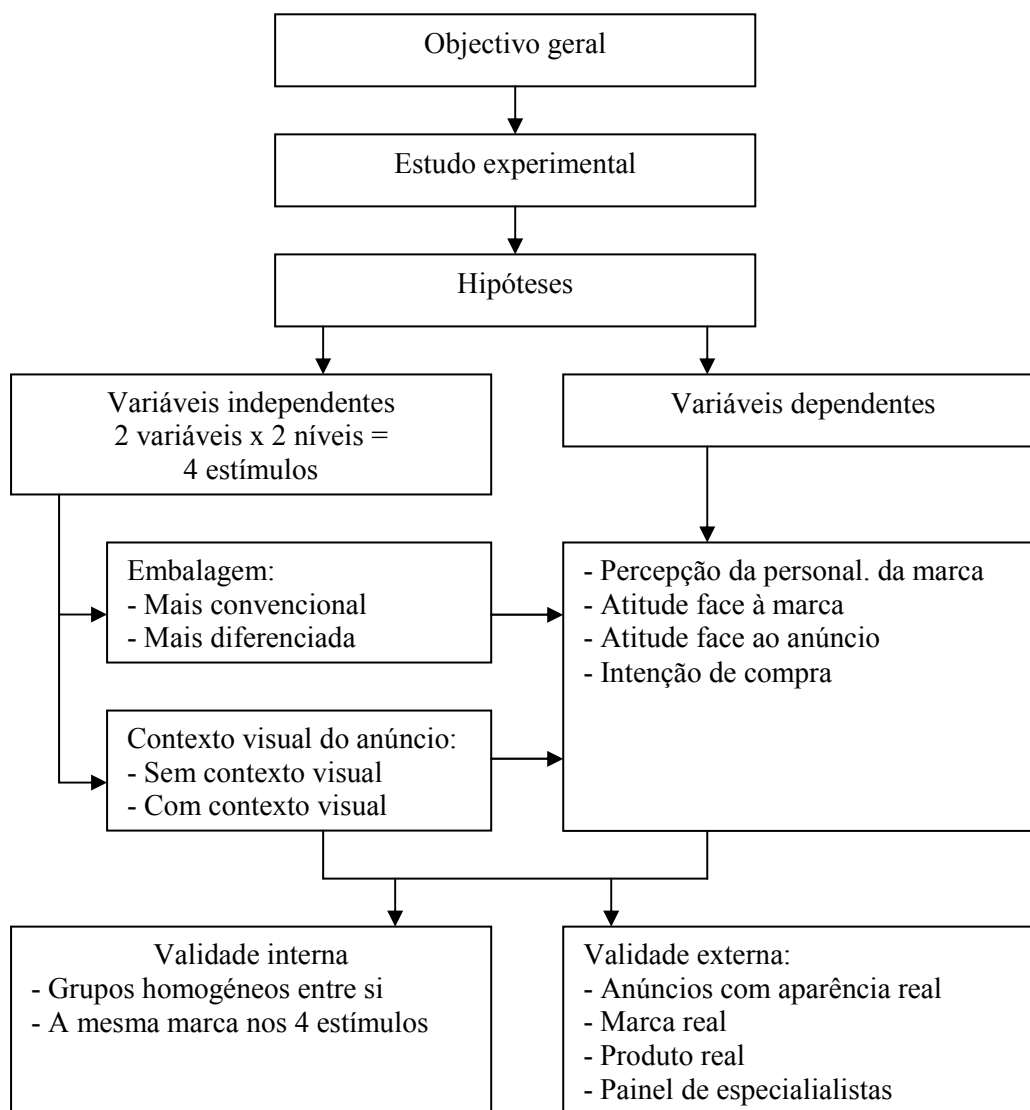 Objectivo geral
Estudo experimental
Hipóteses
Variáveis independentes
2 variáveis x 2 níveis =
4 estímulos
Variáveis dependentes
Embalagem:
- Mais convencional
- Mais diferenciada
- Percepção da personal. da marca
- Atitude face à marca
- Atitude face ao anúncio
- Intenção de compra
Contexto visual do anúncio:
- Sem contexto visual
- Com contexto visual
Validade interna
- Grupos homogéneos entre si
- A mesma marca nos 4 estímulos
Validade externa:
- Anúncios com aparência real
- Marca real
- Produto real
- Painel de especialialistas